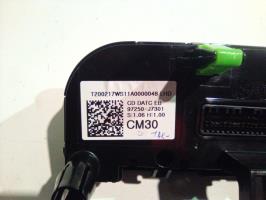 T200217WS11A0000048 LHD
CD DATC EU
97250-J7301
S:1.06 H:1.00
CM30